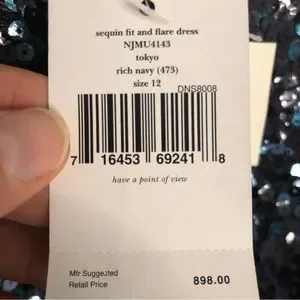 sequin fit and flare dress
NJMU4143
tokyo
rich navy (473)
size 12
DNS8008
7 16453 69241 8
have a point of view
Mfr Suggested
Retail Price
898.00